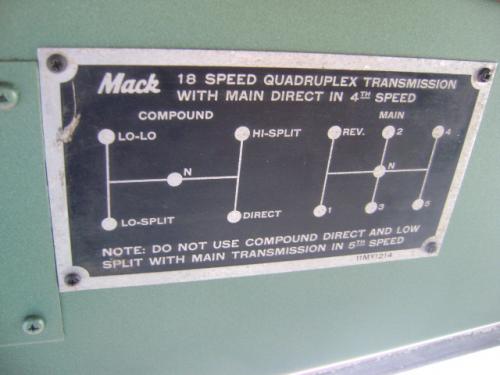 Mack 18 SPEED QUADRUPLEX TRANSMISSION
WITH MAIN DIRECT IN 4TH SPEED
COMPOUND MAIN
LO-LO HI-SPLIT REV. 2 4
N N
LO-SPLIT DIRECT 1 3 5
NOTE: DO NOT USE COMPOUND DIRECT AND LOW
SPLIT WITH MAIN TRANSMISSION IN 5TH SPEED
11MY1214